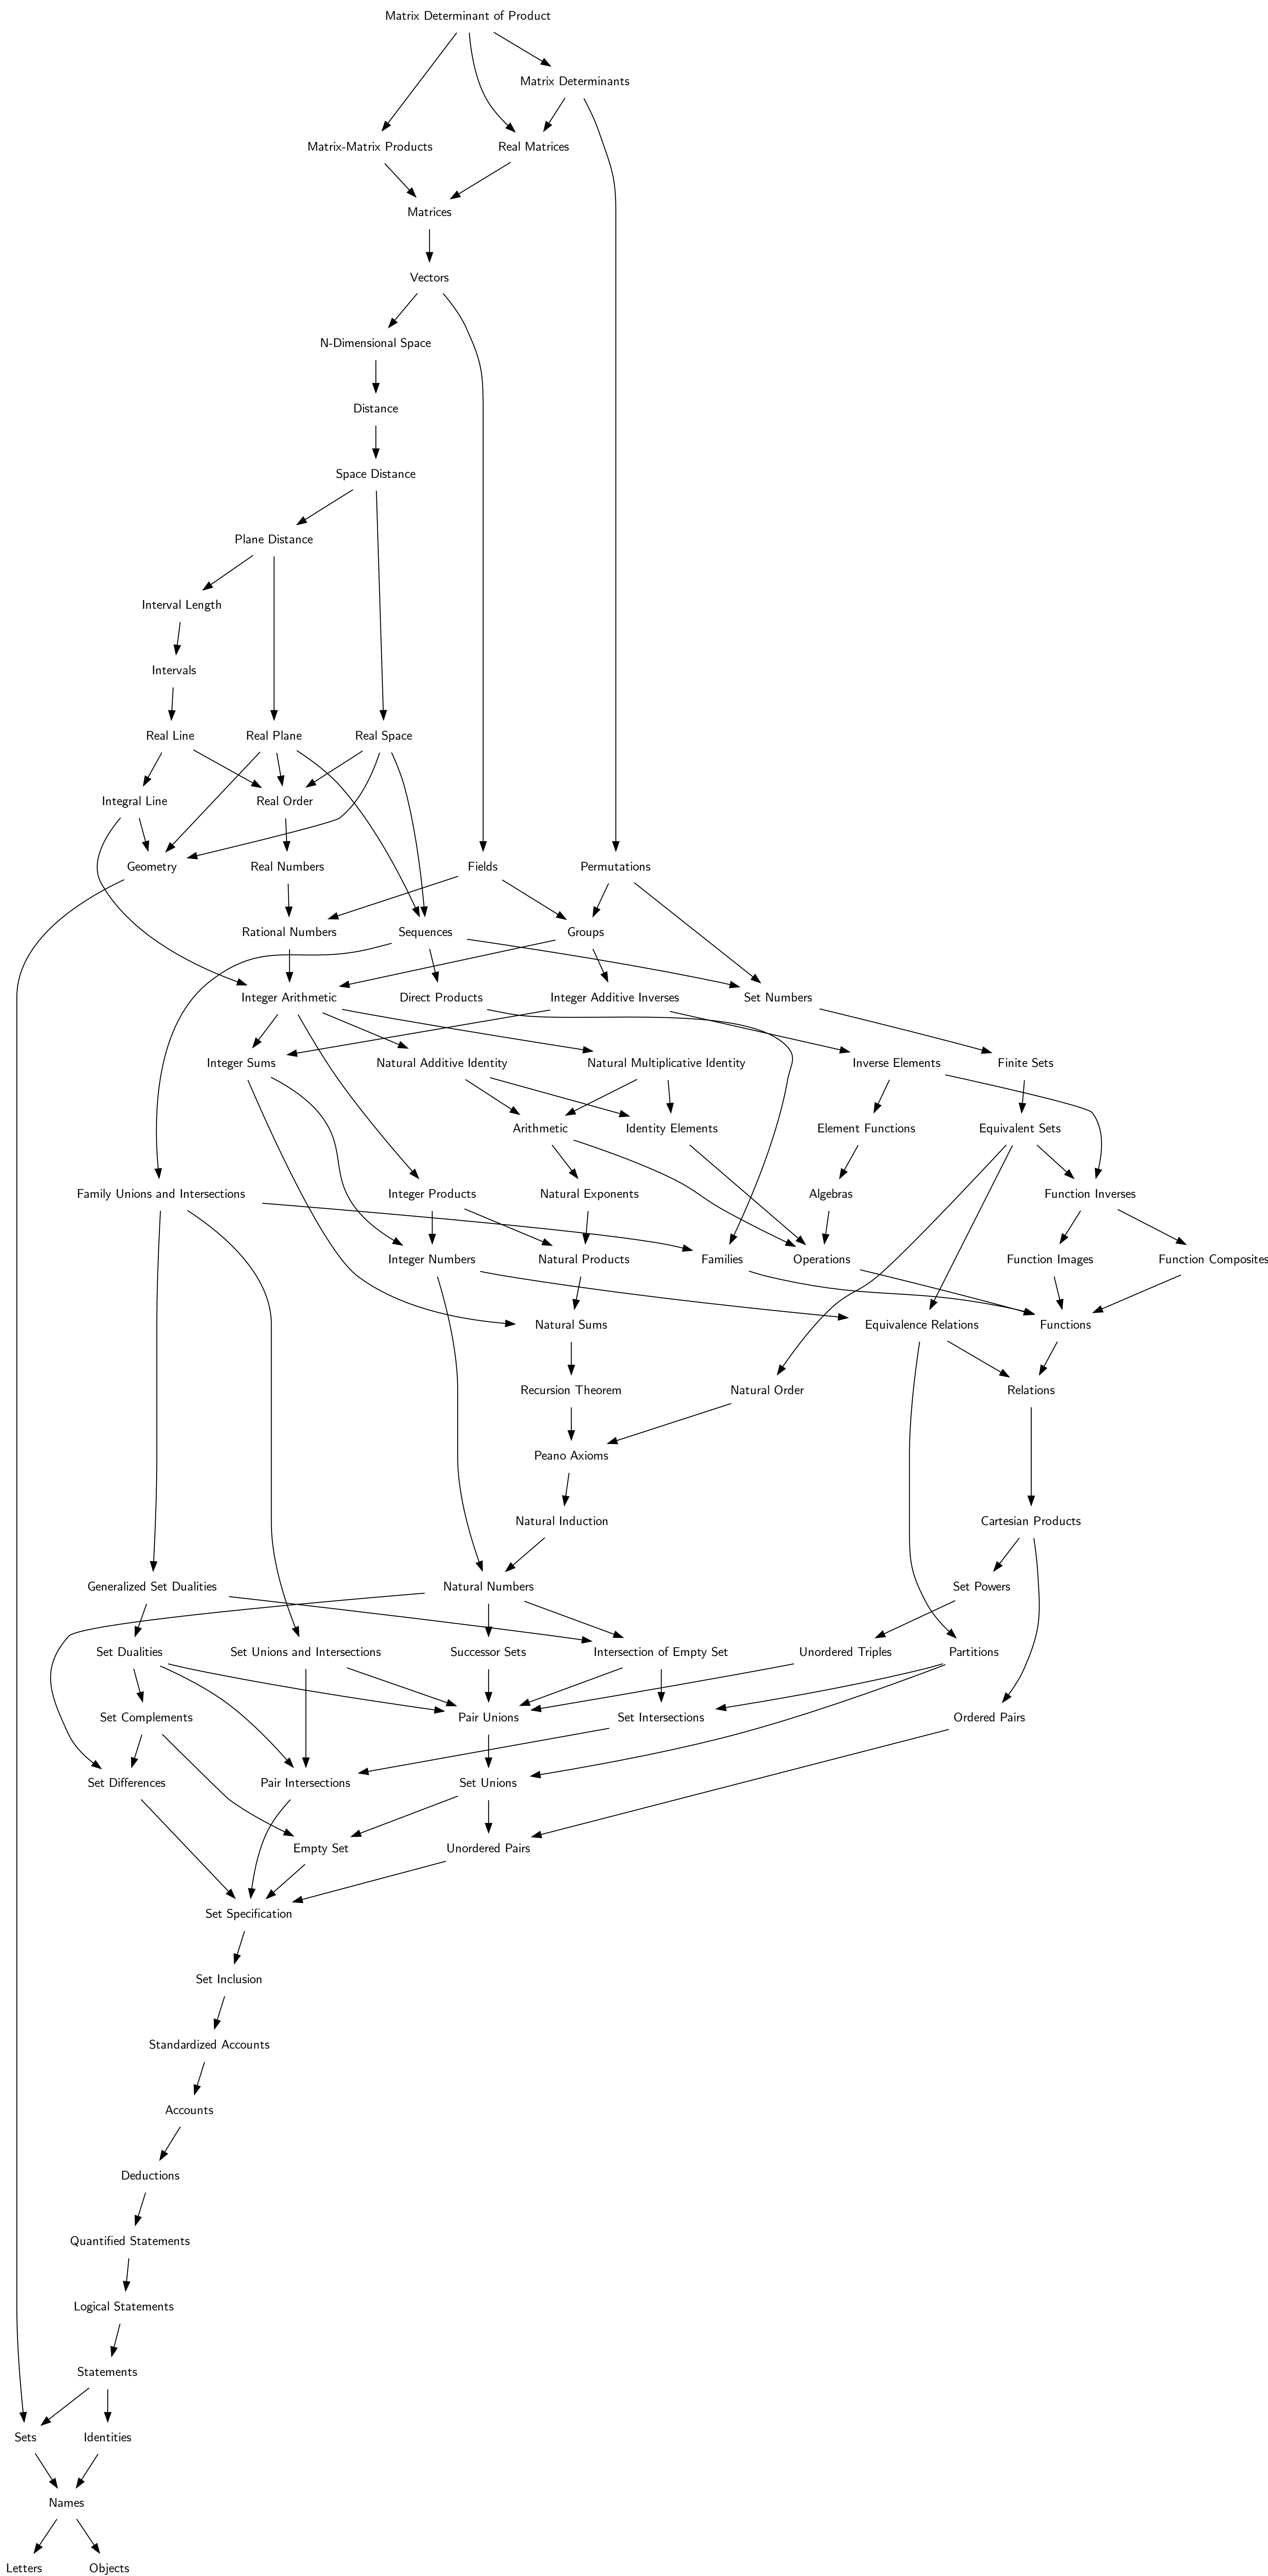 Matrix Determinant of Product
Matrix Determinants
Matrix-Matrix Products
Real Matrices
Matrices
Vectors
N-Dimensional Space
Distance
Space Distance
Plane Distance
Interval Length
Intervals
Real Line
Real Plane
Real Space
Integral Line
Real Order
Geometry
Real Numbers
Fields
Permutations
Rational Numbers
Sequences
Groups
Integer Arithmetic
Direct Products
Integer Additive Inverses
Set Numbers
Integer Sums
Natural Additive Identity
Natural Multiplicative Identity
Inverse Elements
Finite Sets
Arithmetic
Identity Elements
Element Functions
Equivalent Sets
Family Unions and Intersections
Integer Products
Natural Exponents
Algebras
Function Inverses
Integer Numbers
Natural Products
Families
Operations
Function Images
Function Composites
Natural Sums
Equivalence Relations
Functions
Recursion Theorem
Natural Order
Relations
Peano Axioms
Natural Induction
Cartesian Products
Generalized Set Dualities
Natural Numbers
Set Powers
Set Dualities
Set Unions and Intersections
Successor Sets
Intersection of Empty Set
Unordered Triples
Partitions
Set Complements
Pair Unions
Set Intersections
Ordered Pairs
Set Differences
Pair Intersections
Set Unions
Empty Set
Unordered Pairs
Set Specification
Set Inclusion
Standardized Accounts
Accounts
Deductions
Quantified Statements
Logical Statements
Statements
Sets
Identities
Names
Letters
Objects